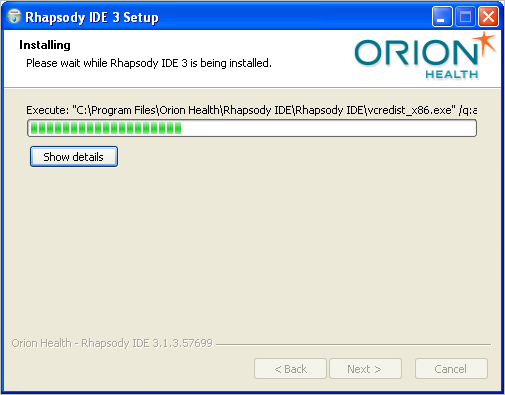 Rhapsody IDE 3 Setup
Installing
Please wait while Rhapsody IDE 3 is being installed.
ORION
HEALTH
Execute: "C:\Program Files\Orion Health\Rhapsody IDE\Rhapsody IDE\vcredist_x86.exe" /q:a
Show details
Orion Health - Rhapsody IDE 3.1.3.57699
< Back
Next >
Cancel